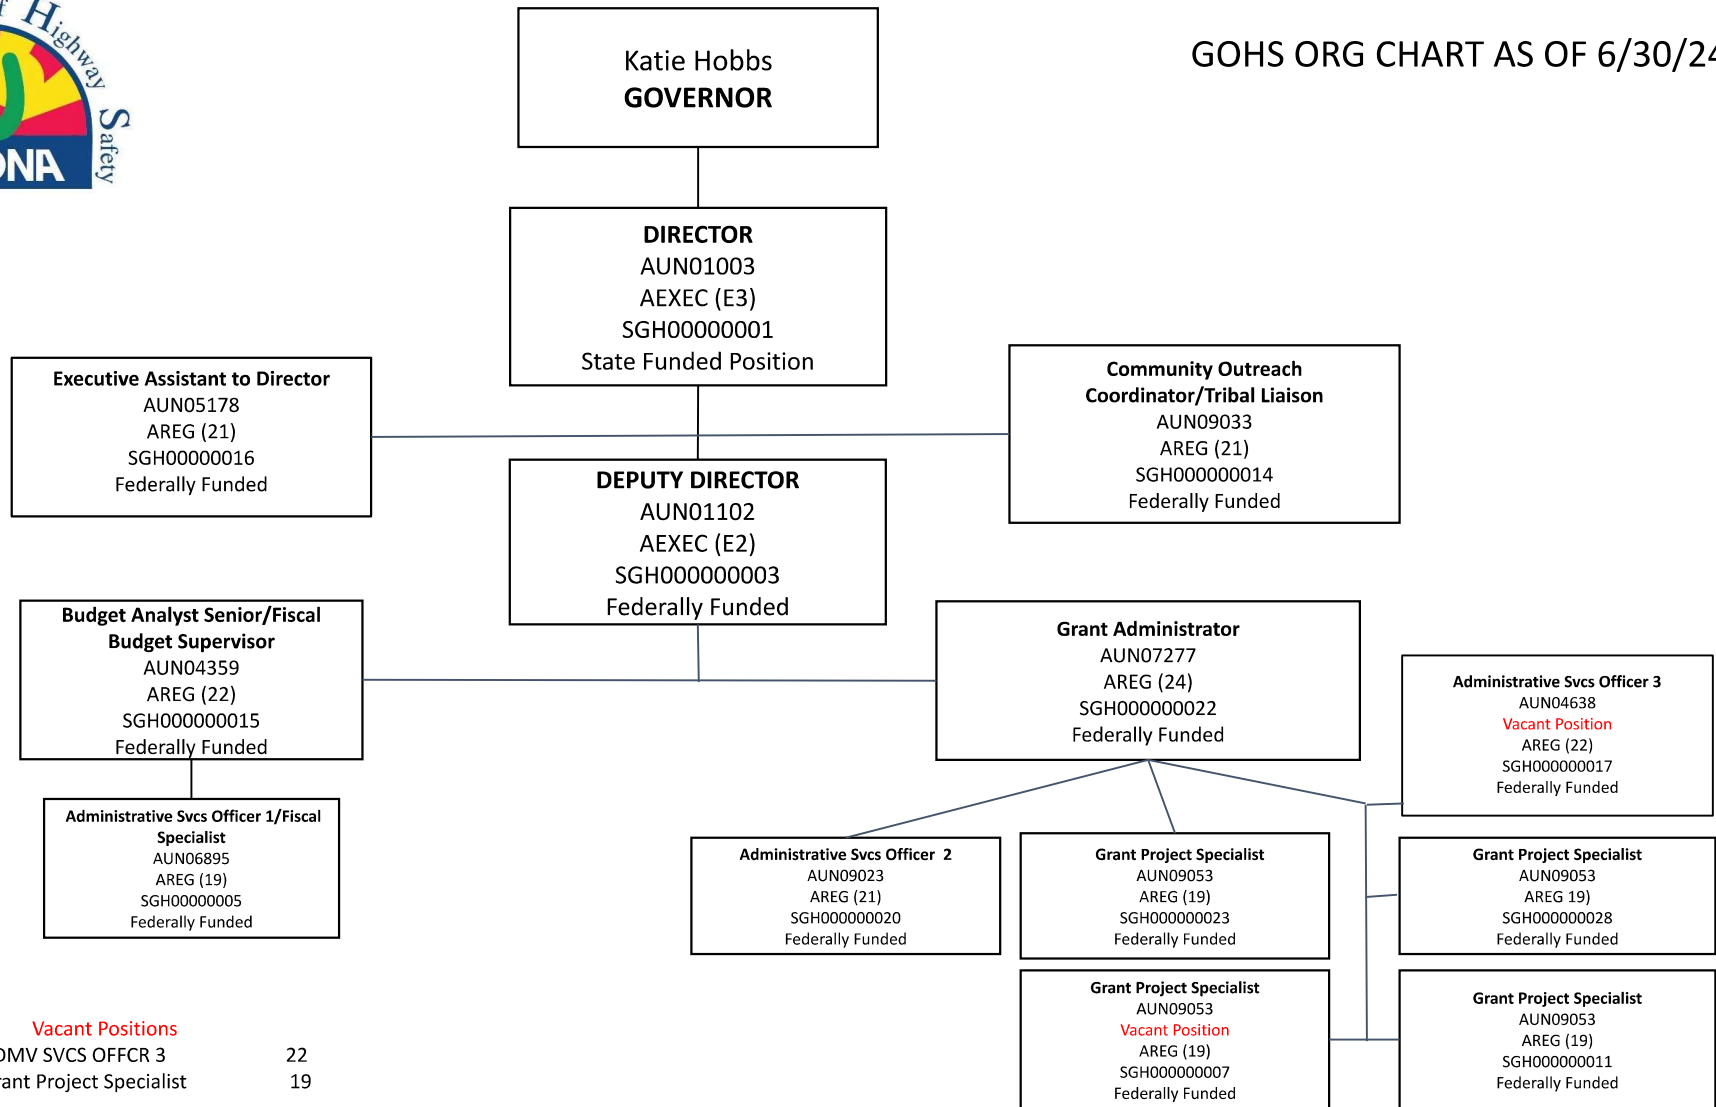 Highway Safety
GOHS ORG CHART AS OF 6/30/24
Katie Hobbs
GOVERNOR
DIRECTOR
AUN01003
AEXEC (E3)
SGH00000001
State Funded Position
Executive Assistant to Director
AUN05178
AREG (21)
SGH00000016
Federally Funded
Community Outreach
Coordinator/Tribal Liaison
AUN09033
AREG (21)
SGH000000014
Federally Funded
DEPUTY DIRECTOR
AUN01102
AEXEC (E2)
SGH000000003
Federally Funded
Budget Analyst Senior/Fiscal
Budget Supervisor
AUN04359
AREG (22)
SGH000000015
Federally Funded
Grant Administrator
AUN07277
AREG (24)
SGH000000022
Federally Funded
Administrative Svcs Officer 3
AUN04638
Vacant Position
AREG (22)
SGH000000017
Federally Funded
Administrative Svcs Officer 1/Fiscal
Specialist
AUN06895
AREG (19)
SGH00000005
Federally Funded
Administrative Svcs Officer  2
AUN09023
AREG (21)
SGH000000020
Federally Funded
Grant Project Specialist
AUN09053
AREG (19)
SGH000000023
Federally Funded
Grant Project Specialist
AUN09053
AREG 19)
SGH000000028
Federally Funded
Grant Project Specialist
AUN09053
Vacant Position
AREG (19)
SGH000000007
Federally Funded
Grant Project Specialist
AUN09053
AREG (19)
SGH000000011
Federally Funded
Vacant Positions
DMV SVCS OFFCR 3 22
rant Project Specialist 19